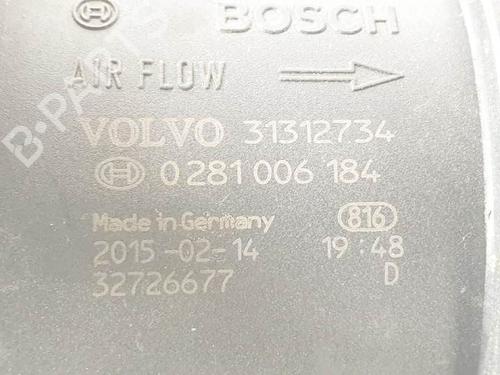 BOSCH
AIR FLOW
VOLVO 31312734
0 281 006 184
Made in Germany 816
2015-02-14 19:48
32726677 D
B-PARTS